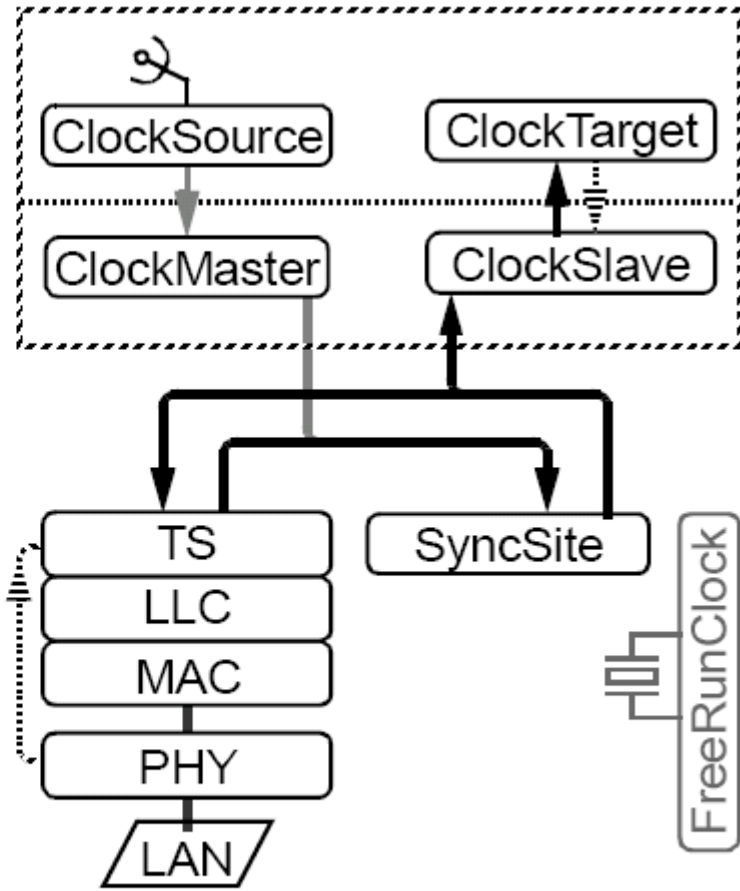 ClockSource
ClockTarget
ClockMaster
ClockSlave
TS
SyncSite
LLC
MAC
PHY
LAN
FreeRunClock